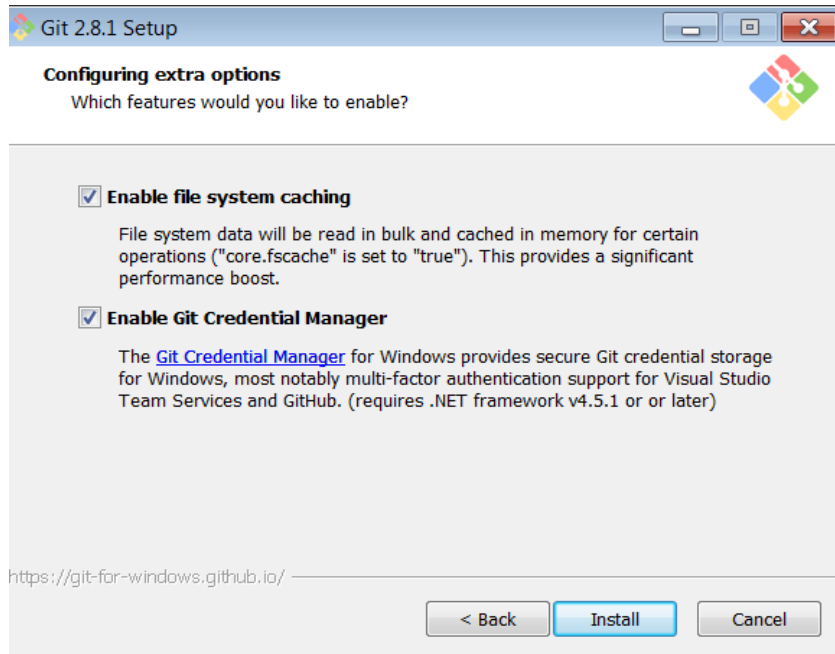 Git 2.8.1 Setup
Configuring extra options
Which features would you like to enable?
Enable file system caching
File system data will be read in bulk and cached in memory for certain
operations ("core.fscache" is set to "true"). This provides a significant
performance boost.
Enable Git Credential Manager
The Git Credential Manager for Windows provides secure Git credential storage
for Windows, most notably multi-factor authentication support for Visual Studio
Team Services and GitHub. (requires .NET framework v4.5.1 or or later)
https://git-for-windows.github.io/
< Back Install Cancel